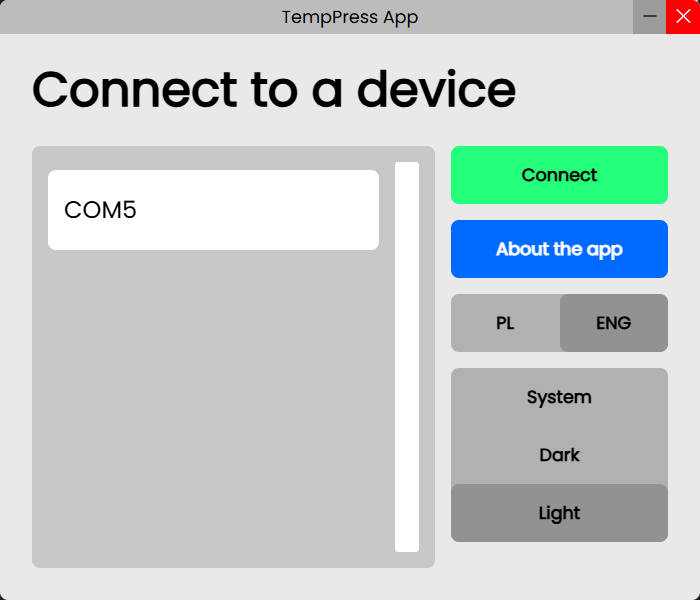 TempPress App
Connect to a device
COM5
Connect
About the app
PL
ENG
System
Dark
Light